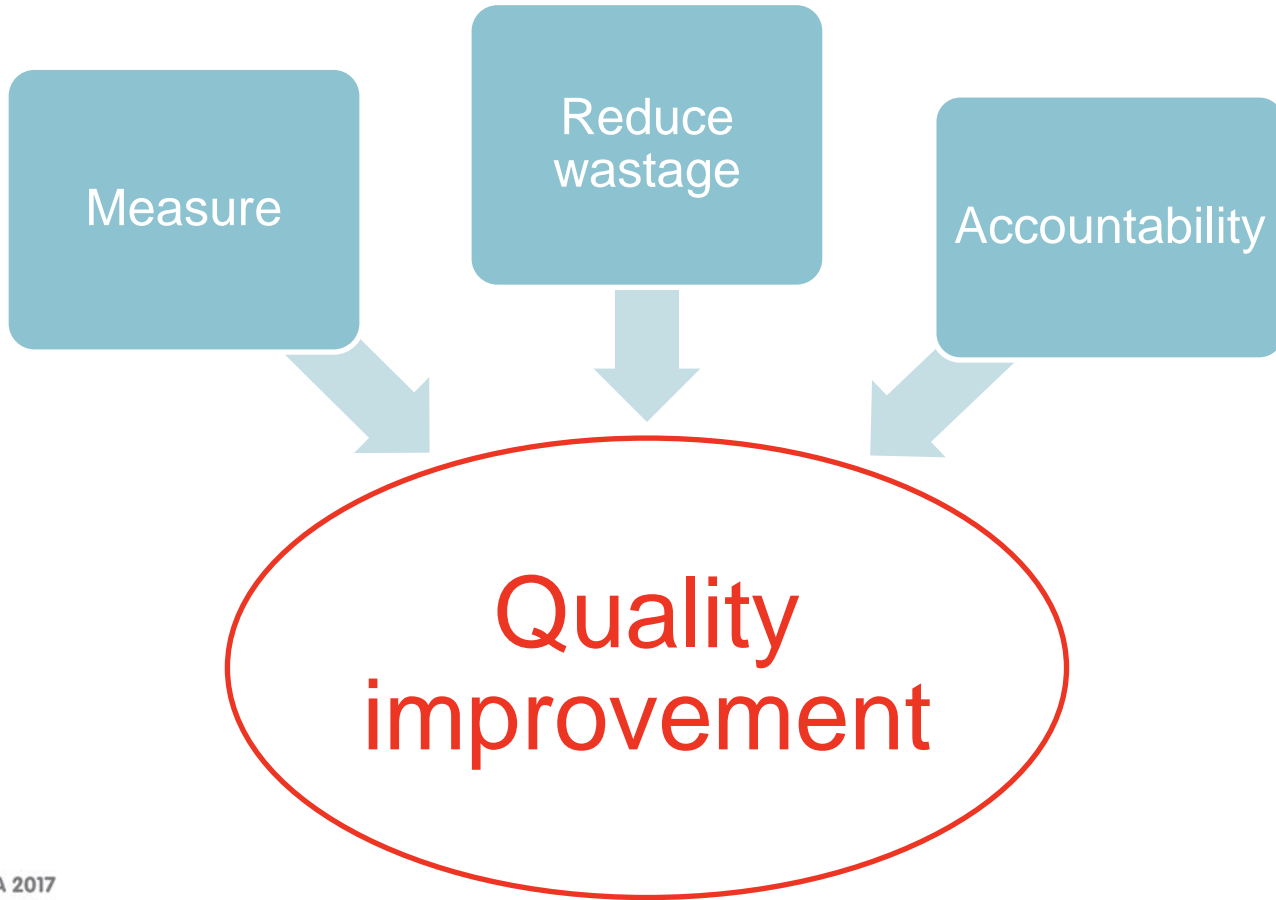 Measure
Reduce
wastage
Accountability
Quality
improvement
A 2017